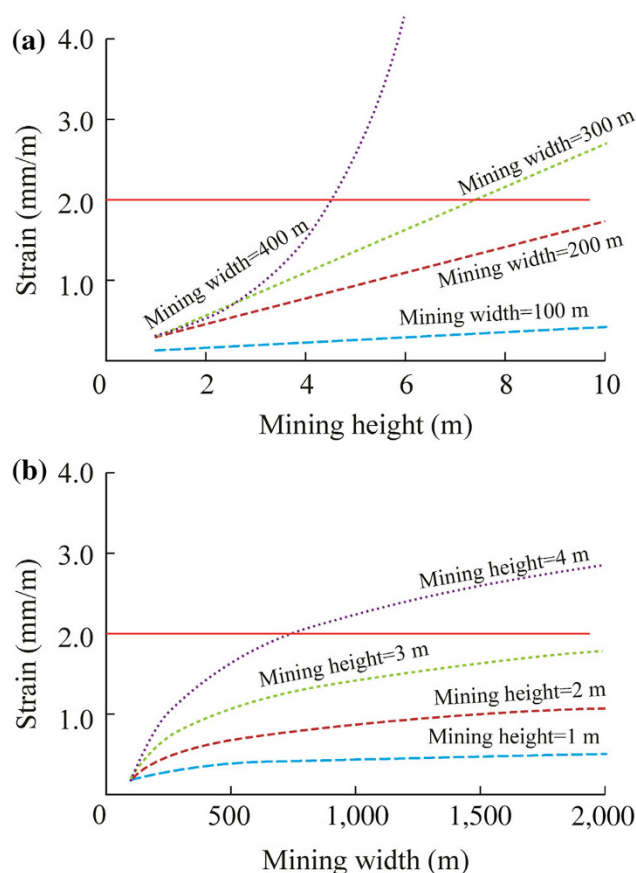 (a)
4.0
3.0
2.0
1.0
Strain (mm/m)
Mining width=400 m
Mining width=300 m
Mining width=200 m
Mining width=100 m
0 2 4 6 8 10
Mining height (m)
(b)
4.0
3.0
2.0
1.0
Strain (mm/m)
Mining height=4 m
Mining height=3 m
Mining height=2 m
Mining height=1 m
0 500 1,000 1,500 2,000
Mining width (m)